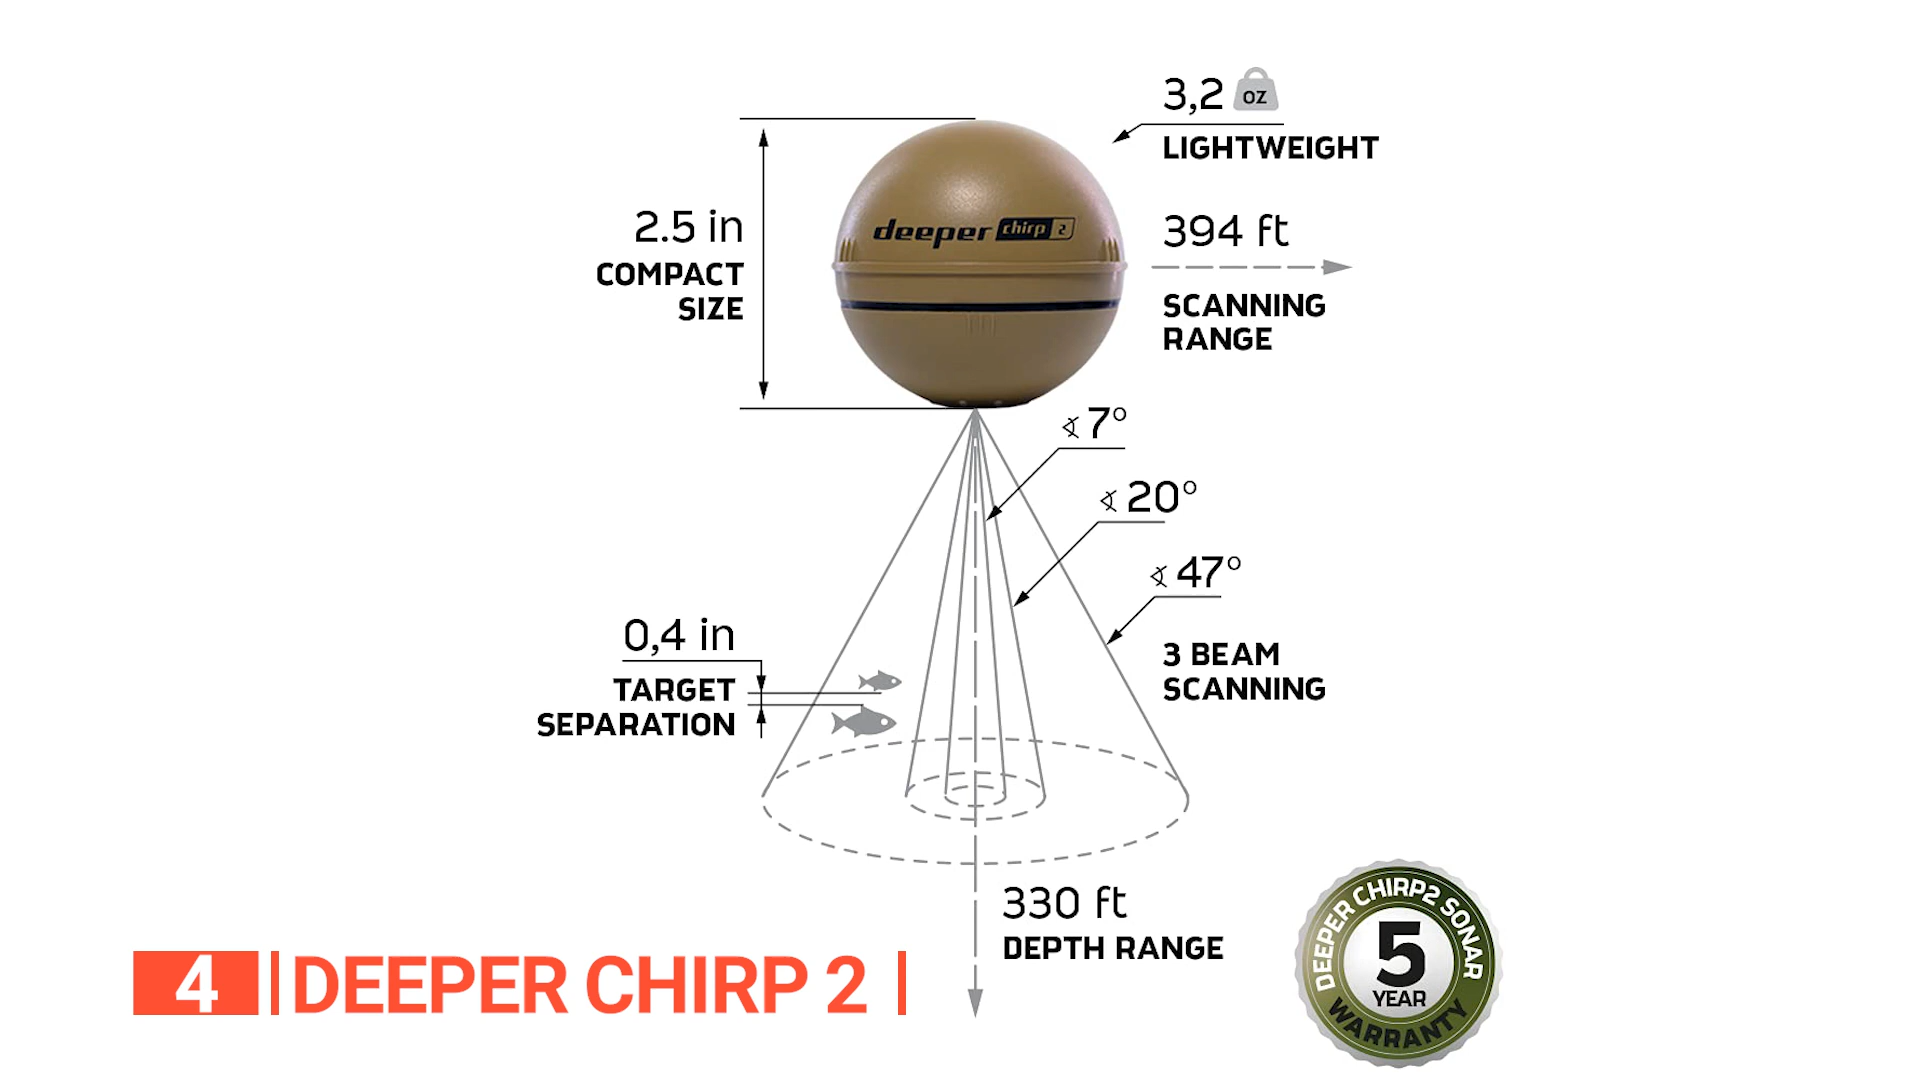 3,2 OZ
LIGHTWEIGHT
deeper chirp 2
2.5 in
COMPACT
SIZE
394 ft
SCANNING
RANGE
∢ 7°
∢ 20°
∢ 47°
3 BEAM
SCANNING
0,4 in
TARGET
SEPARATION
330 ft
DEPTH RANGE
4 DEEPER CHIRP 2
DEEPER CHIRP2 SONAR
5
YEAR
WARRANTY